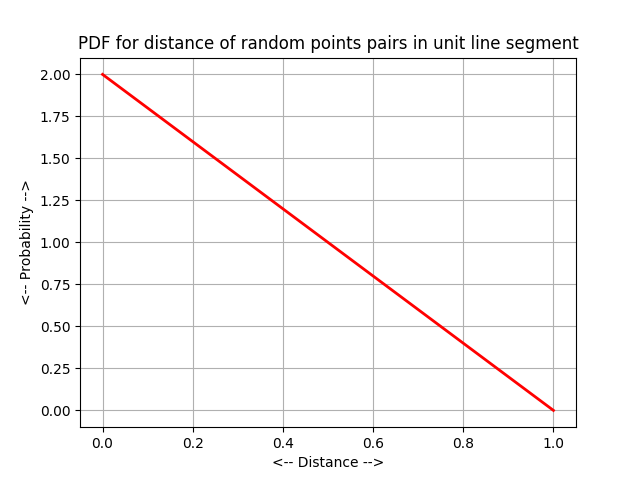 PDF for distance of random points pairs in unit line segment
2.00
1.75
1.50
1.25
1.00
0.75
0.50
0.25
0.00
<-- Probability -->
0.0 0.2 0.4 0.6 0.8 1.0
<-- Distance -->